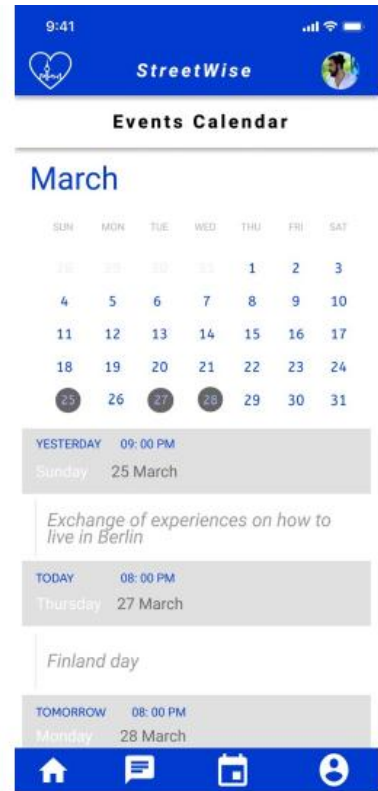 9:41
StreetWise
Events Calendar
March
SUN MON TUE WED THU FRI SAT
28 29 30 31 1 2 3
4 5 6 7 8 9 10
11 12 13 14 15 16 17
18 19 20 21 22 23 24
25 26 27 28 29 30 31
YESTERDAY 09: 00 PM
Sunday 25 March
Exchange of experiences on how to
live in Berlin
TODAY 08: 00 PM
Thursday 27 March
Finland day
TOMORROW 08: 00 PM
Monday 28 March